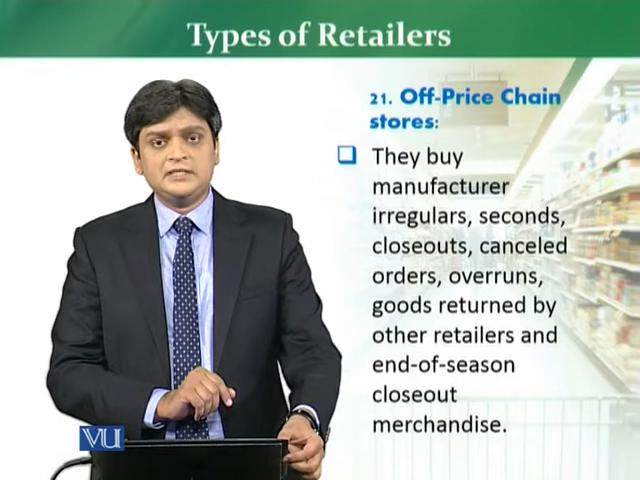 Types of Retailers
21. Off-Price Chain
stores:
They buy
manufacturer
irregulars, seconds,
closeouts, canceled
orders, overruns,
goods returned by
other retailers and
end-of-season
closeout
merchandise.
VU